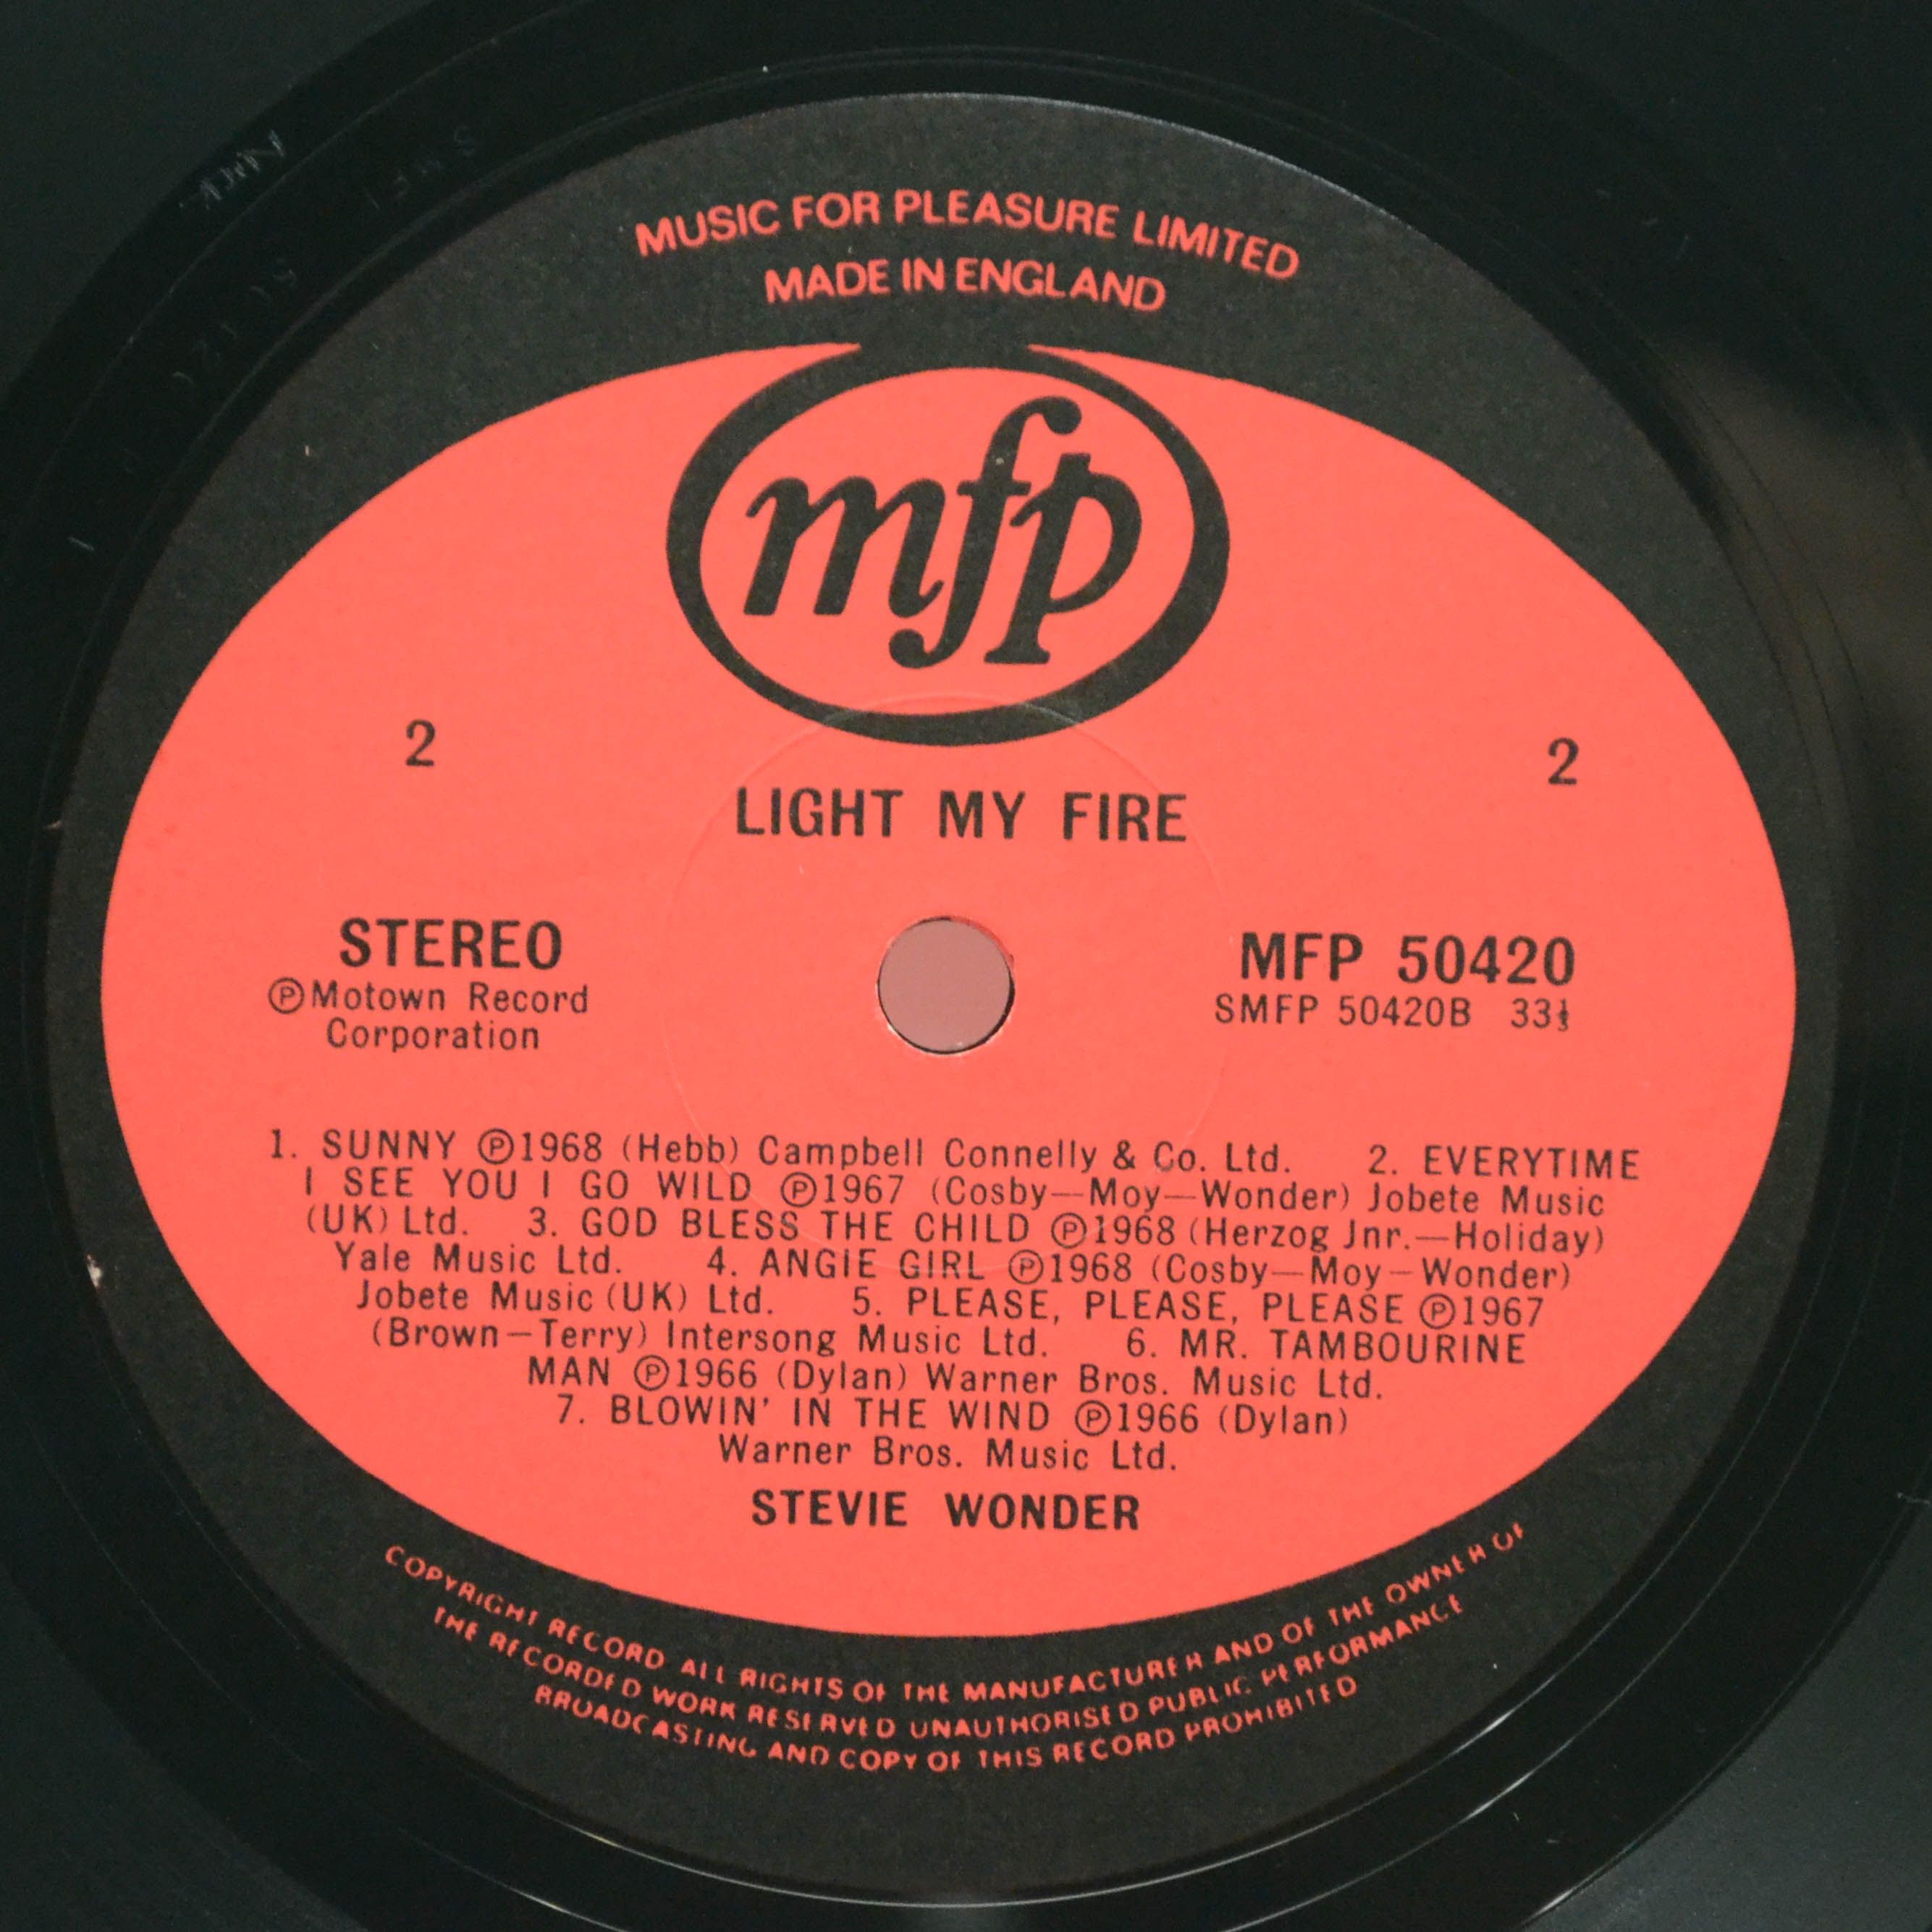 MUSIC FOR PLEASURE LIMITED
MADE IN ENGLAND
mfp
2 2
LIGHT MY FIRE
STEREO MFP 50420
℗Motown Record SMFP 50420B 33⅓
Corporation
1. SUNNY ℗1968 (Hebb) Campbell Connelly & Co. Ltd. 2. EVERYTIME
I SEE YOU I GO WILD ℗1967 (Cosby—Moy—Wonder) Jobete Music
(UK) Ltd. 3. GOD BLESS THE CHILD ℗1968 (Herzog Jnr.—Holiday)
Yale Music Ltd. 4. ANGIE GIRL ℗1968 (Cosby—Moy—Wonder)
Jobete Music (UK) Ltd. 5. PLEASE, PLEASE, PLEASE ℗1967
(Brown—Terry) Intersong Music Ltd. 6. MR. TAMBOURINE
MAN ℗1966 (Dylan) Warner Bros. Music Ltd.
7. BLOWIN' IN THE WIND ℗1966 (Dylan)
Warner Bros. Music Ltd.
STEVIE WONDER
COPYRIGHT RECORD ALL RIGHTS OF THE MANUFACTURER AND OF THE OWNER OF
THE RECORDED WORK RESERVED UNAUTHORISED PUBLIC PERFORMANCE
BROADCASTING AND COPY OF THIS RECORD PROHIBITED